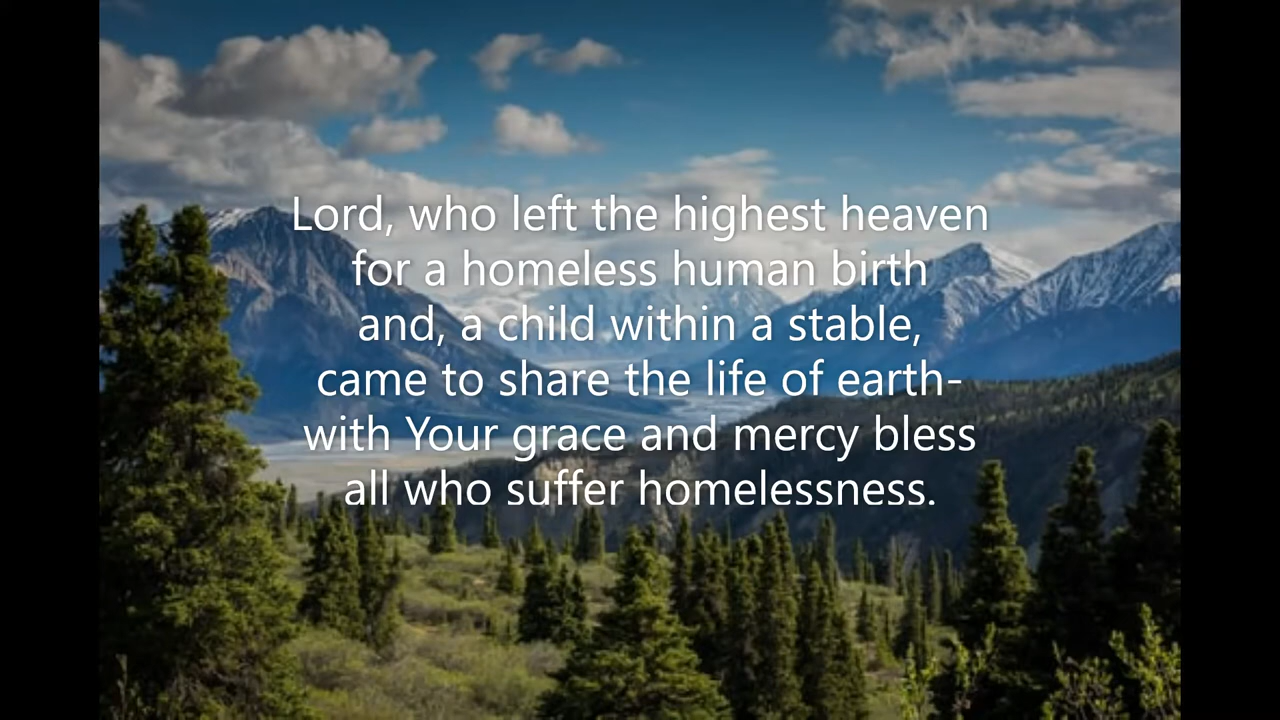 Lord, who left the highest heaven
for a homeless human birth
and, a child within a stable,
came to share the life of earth-
with Your grace and mercy bless
all who suffer homelessness.